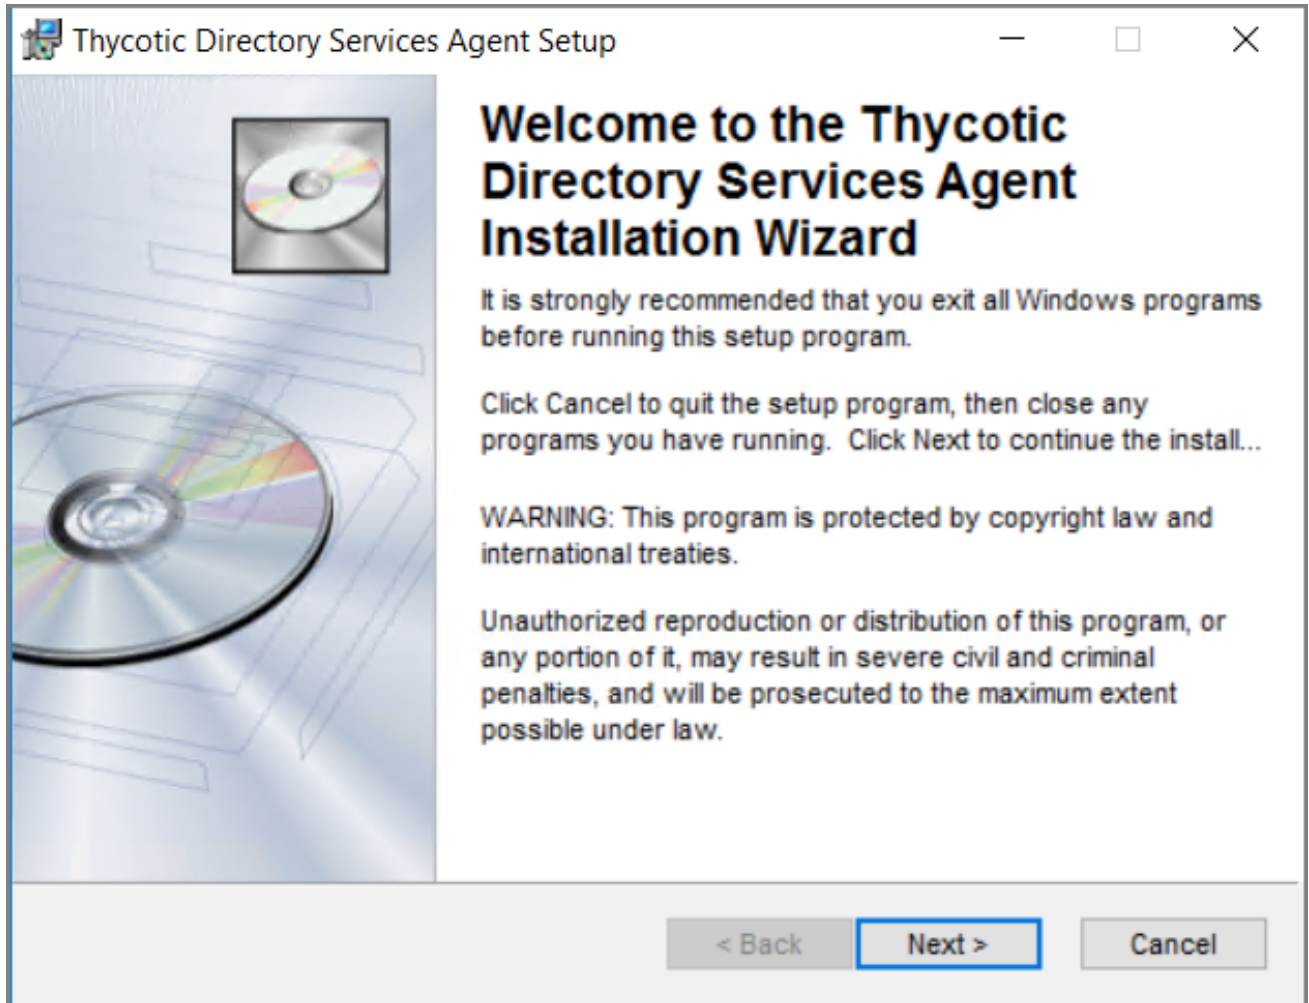 Thycotic Directory Services Agent Setup
Welcome to the Thycotic
Directory Services Agent
Installation Wizard
It is strongly recommended that you exit all Windows programs
before running this setup program.
Click Cancel to quit the setup program, then close any
programs you have running.  Click Next to continue the install...
WARNING: This program is protected by copyright law and
international treaties.
Unauthorized reproduction or distribution of this program, or
any portion of it, may result in severe civil and criminal
penalties, and will be prosecuted to the maximum extent
possible under law.
< Back Next > Cancel